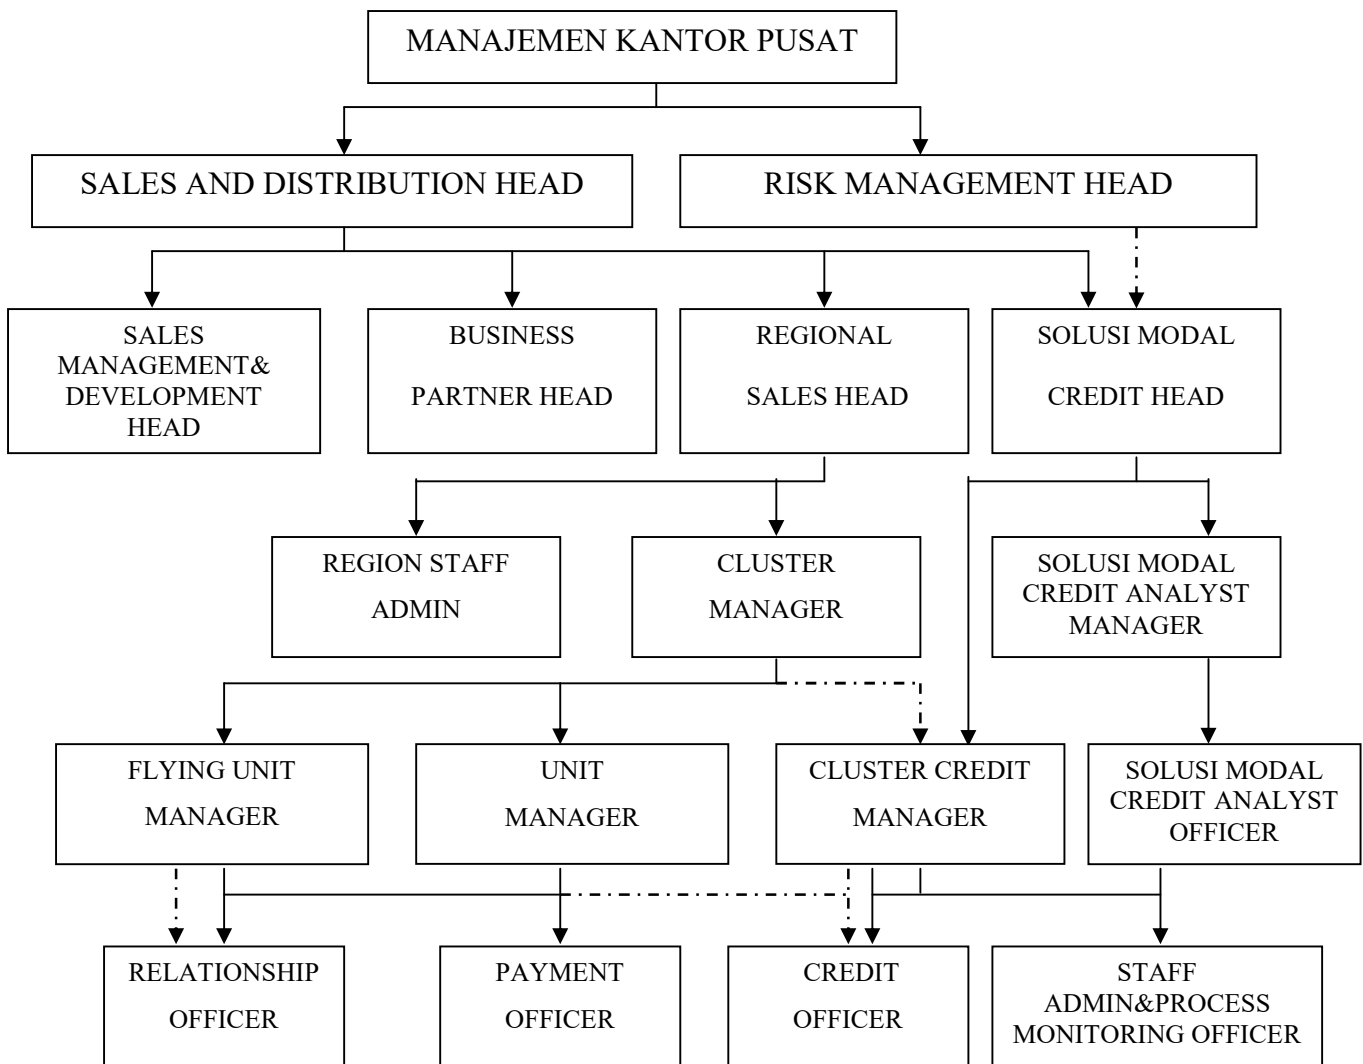 MANAJEMEN KANTOR PUSAT
SALES AND DISTRIBUTION HEAD
RISK MANAGEMENT HEAD
SALES
MANAGEMENT&
DEVELOPMENT
HEAD
BUSINESS
PARTNER HEAD
REGIONAL
SALES HEAD
SOLUSI MODAL
CREDIT HEAD
REGION STAFF
ADMIN
CLUSTER
MANAGER
SOLUSI MODAL
CREDIT ANALYST
MANAGER
FLYING UNIT
MANAGER
UNIT
MANAGER
CLUSTER CREDIT
MANAGER
SOLUSI MODAL
CREDIT ANALYST
OFFICER
RELATIONSHIP
OFFICER
PAYMENT
OFFICER
CREDIT
OFFICER
STAFF
ADMIN&PROCESS
MONITORING OFFICER